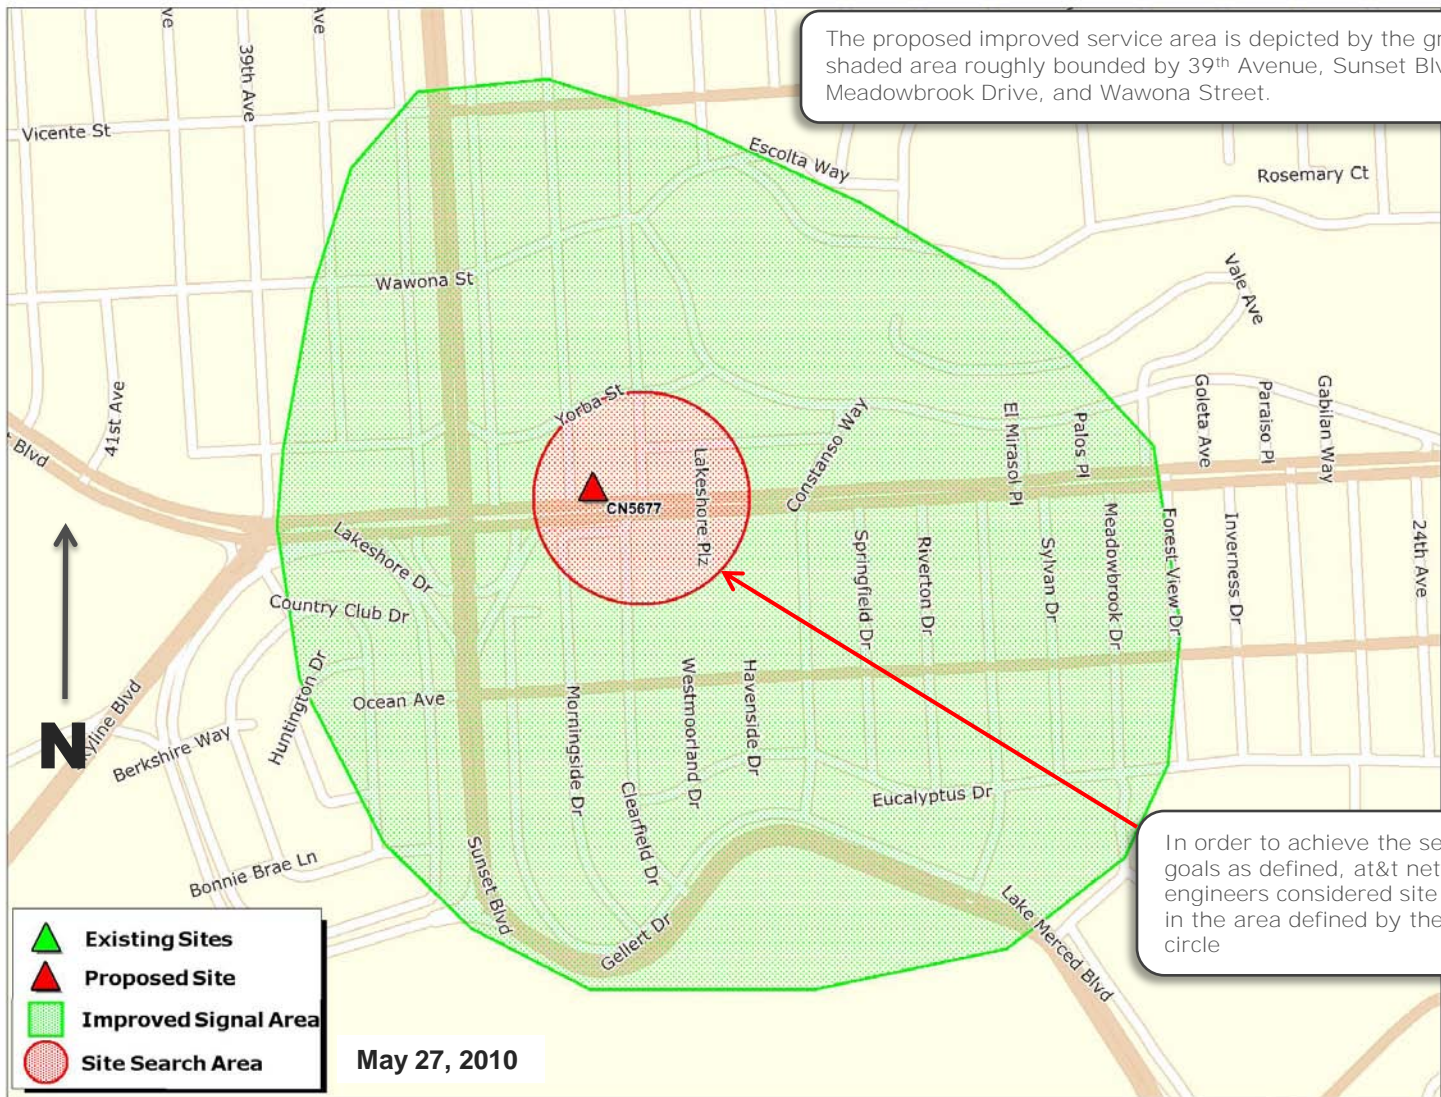 The proposed improved service area is depicted by the
shaded area roughly bounded by 39th Avenue, Sunset
Meadowbrook Drive, and Wawona Street.
Ave
39th Ave
Vicente St
Escolta Way
Rosemary Ct
Wawona St
Vale Ave
41st Ave
Blvd
Yorba St
Constanso Way
El Mirasol Pl
Palos Pl
Goleta Ave
Paraiso Pl
Gabilan Way
Lakeshore Plz
CN5677
Lakeshore Dr
Country Club Dr
Springfield Dr
Riverton Dr
Sylvan Dr
Meadowbrook Dr
Forest View Dr
Inverness Dr
24th Ave
Huntington Dr
Ocean Ave
Morningside Dr
Westmoorland Dr
Havenside Dr
N
Blvd
Berkshire Way
Clearfield Dr
Eucalyptus Dr
Bonnie Brae Ln
Sunset Blvd
Gellert Dr
Lake Merced Blvd
In order to achieve the
goals as defined, at&t
engineers considered site
in the area defined by the
circle
Existing Sites
Proposed Site
Improved Signal Area
Site Search Area
May 27, 2010